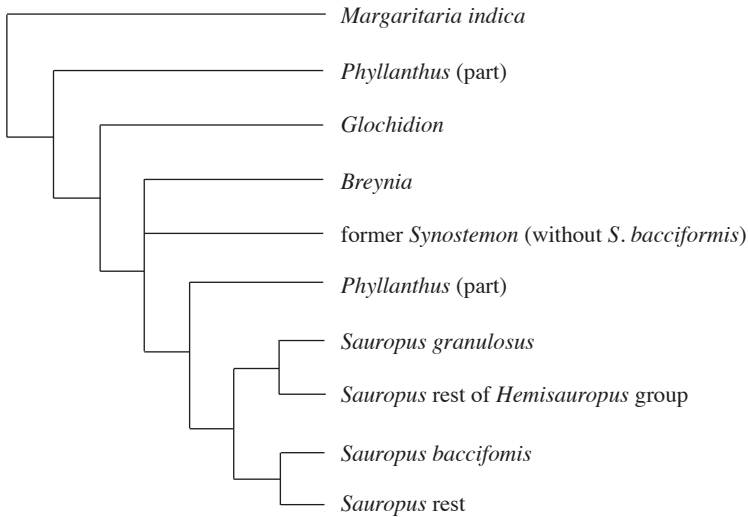 Margaritaria indica
Phyllanthus (part)
Glochidion
Breynia
former Synostemon (without S. bacciformis)
Phyllanthus (part)
Sauropus granulosus
Sauropus rest of Hemisauropus group
Sauropus baccifomis
Sauropus rest